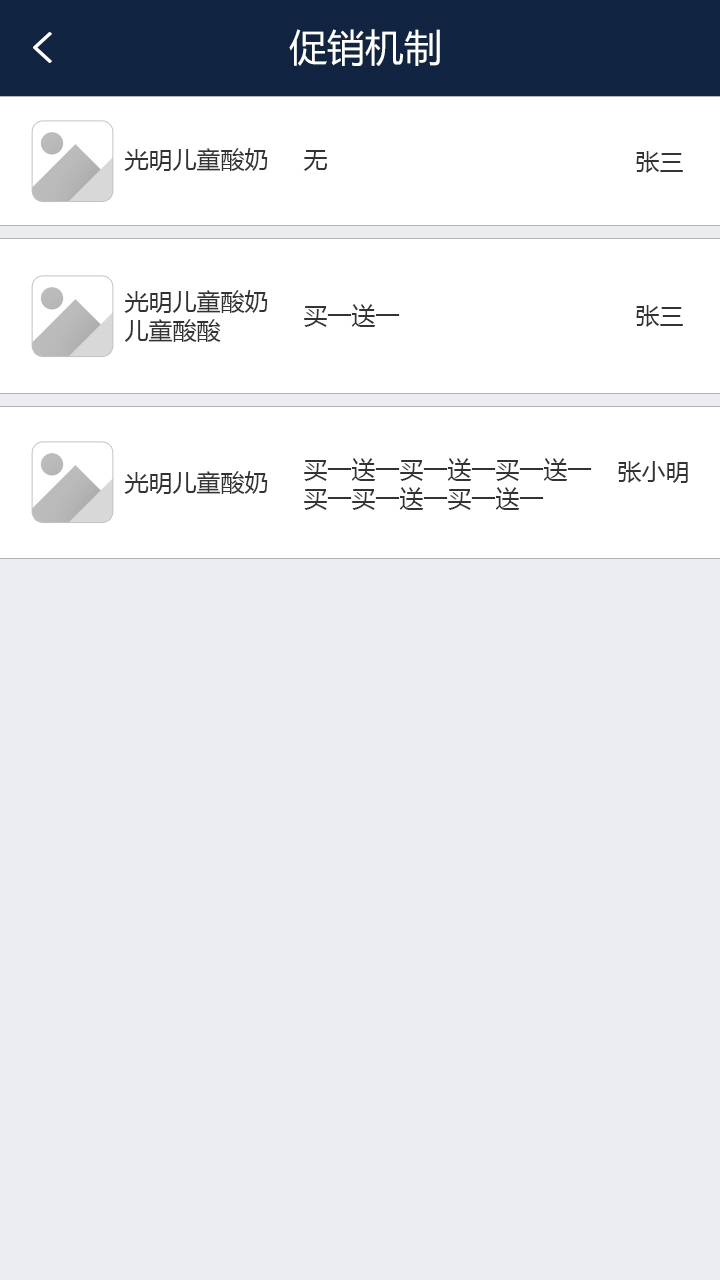 促销机制
光明儿童酸奶 无 张三
光明儿童酸奶
儿童酸酸
买一送一 张三
光明儿童酸奶
买一送一买一送一买一送一
买一买一送一买一送一
张小明